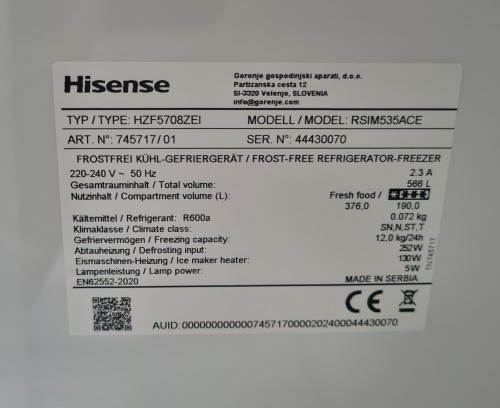 Hisense
Gorenje gospodinjski aparati, d.o.o.
Partizanska cesta 12
SI-3320 Velenje, SLOVENIA
info@gorenje.com
TYP / TYPE: HZF5708ZEI MODELL / MODEL: RSIM535ACE
ART. N°: 745717/01 SER. N°: 44430070
FROSTFREI KÜHL-GEFRIERGERÄT / FROST-FREE REFRIGERATOR-FREEZER
220-240 V ~ 50 Hz 2.3 A
Gesamtrauminhalt / Total volume: 566 L
Nutzinhalt / Compartment volume (L): Fresh food /
376,0 190,0
Kältemittel / Refrigerant: R600a 0.072 kg
Klimaklasse / Climate class: SN,N,ST,T
Gefriervermögen / Freezing capacity: 12,0 kg/24h
Abtauheizung / Defrosting input: 252W
Eismaschinen-Heizung / Ice maker heater: 130W
Lampenleistung / Lamp power: 5W
EN62552-2020 MADE IN SERBIA
TN745717
CE
AUID: 0000000000007457170000202400044430070